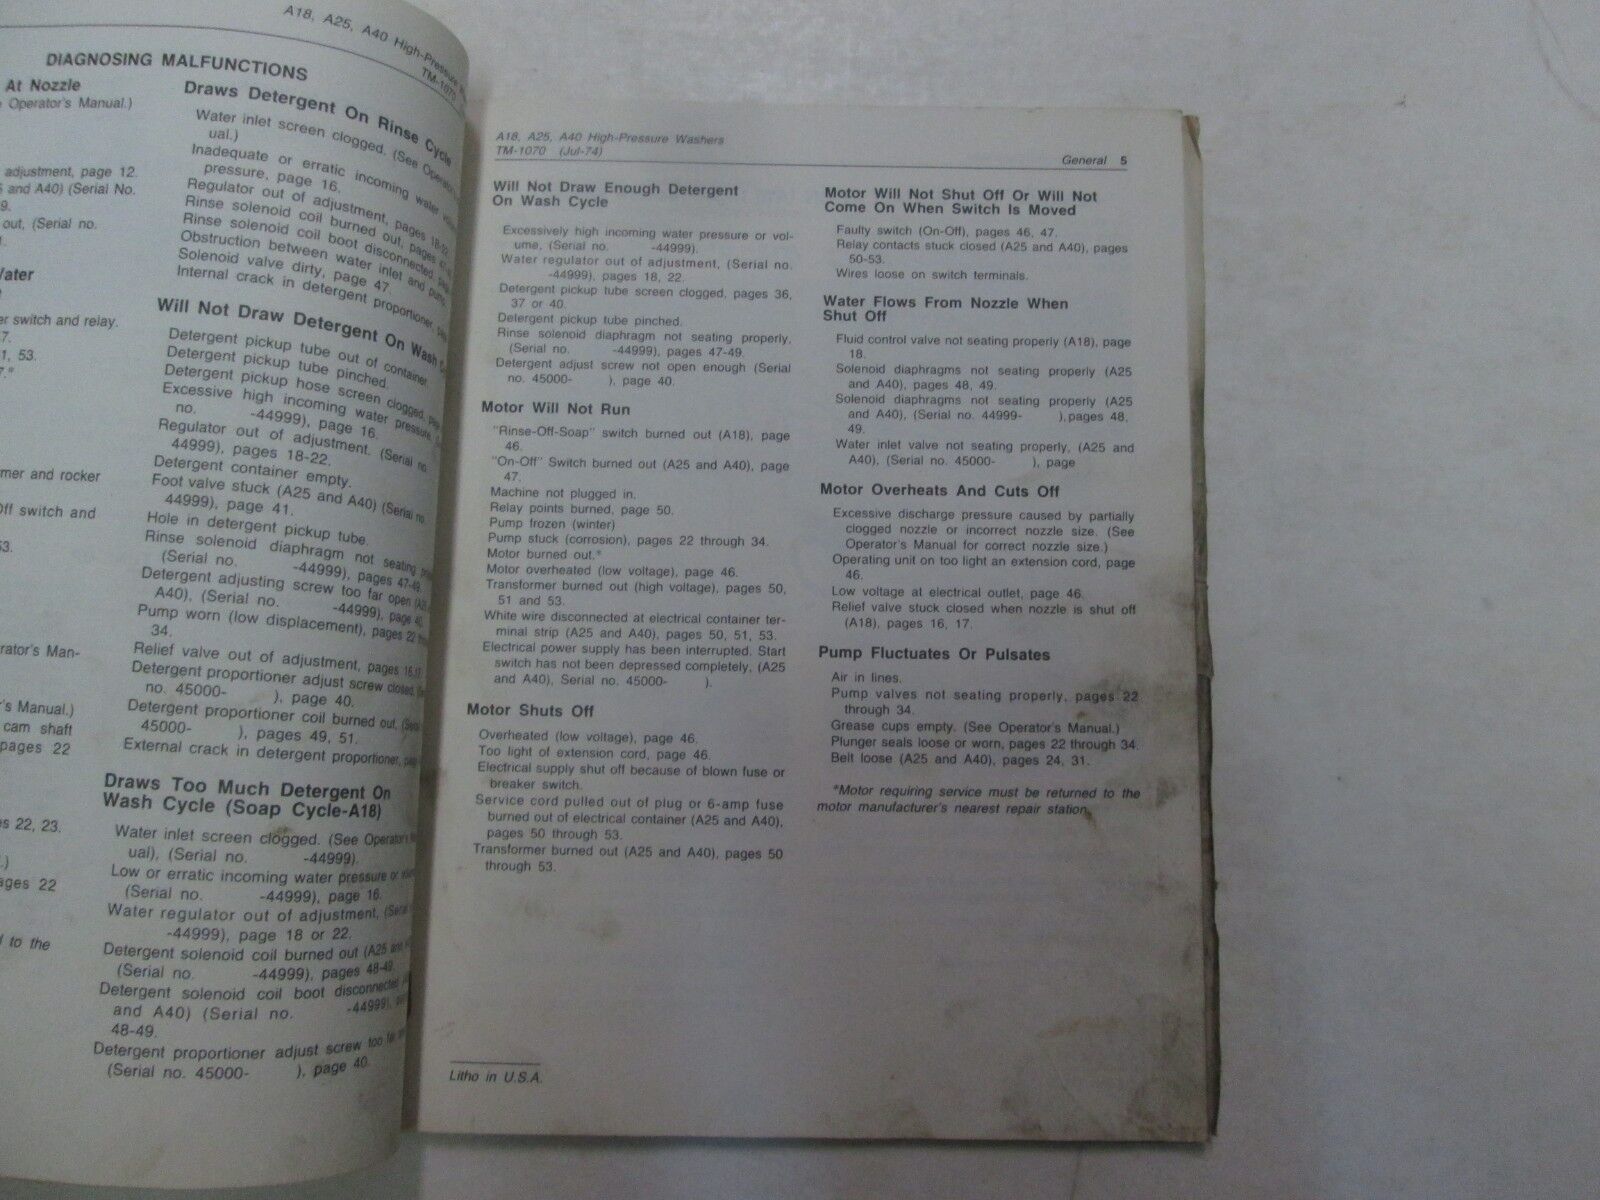 A18, A25, A40 High-Pressure
TM-1070
DIAGNOSING MALFUNCTIONS
At Nozzle
Operator's Manual.)
adjustment, page 12.
and A40) (Serial No.
9.
out, (Serial no.
Water
er switch and relay.
7.
1, 53.
7.*
mer and rocker
Off switch and
53.
rator's Man-
's Manual.)
cam shaft
pages 22
es 22, 23.
.)
ages 22
to the
Draws Detergent On Rinse Cycle
Water inlet screen clogged. (See Operator's
ual.)
Inadequate or erratic incoming water
pressure, page 16.
Regulator out of adjustment, pages 18-22.
Rinse solenoid coil burned out, pages 47-
Rinse solenoid coil boot disconnected,
Obstruction between water inlet and pump.
Solenoid valve dirty, page 47.
Internal crack in detergent proportioner,
Will Not Draw Detergent On Wash
Detergent pickup tube out of container.
Detergent pickup tube pinched.
Detergent pickup hose screen clogged,
Excessive high incoming water pressure,
no. -44999), page 16.
Regulator out of adjustment. (Serial no.
44999), pages 18-22.
Detergent container empty.
Foot valve stuck (A25 and A40) (Serial no.
44999), page 41.
Hole in detergent pickup tube.
Rinse solenoid diaphragm not seating
(Serial no. -44999), pages 47-49.
Detergent adjusting screw too far open
A40), (Serial no. -44999), page 40.
Pump worn (low displacement), pages 22
34.
Relief valve out of adjustment, pages 16,17.
Detergent proportioner adjust screw closed,
no. 45000- ), page 40.
Detergent proportioner coil burned out,
45000- ), pages 49, 51.
External crack in detergent proportioner,
Draws Too Much Detergent On
Wash Cycle (Soap Cycle-A18)
Water inlet screen clogged. (See Operator's
ual), (Serial no. -44999).
Low or erratic incoming water pressure or
(Serial no. -44999), page 16.
Water regulator out of adjustment,
-44999), page 18 or 22.
Detergent solenoid coil burned out (A25 and
(Serial no. -44999), pages 48-49.
Detergent solenoid coil boot disconnected
and A40) (Serial no. -44999),
48-49.
Detergent proportioner adjust screw too far
(Serial no. 45000- ), page 40.
A18, A25, A40 High-Pressure Washers
TM-1070 (Jul-74)
General 5
Will Not Draw Enough Detergent
On Wash Cycle
Excessively high incoming water pressure or vol-
ume, (Serial no. -44999).
Water regulator out of adjustment, (Serial no.
-44999), pages 18, 22.
Detergent pickup tube screen clogged, pages 36,
37 or 40.
Detergent pickup tube pinched.
Rinse solenoid diaphragm not seating properly.
(Serial no. -44999), pages 47-49.
Detergent adjust screw not open enough (Serial
no. 45000- ), page 40.
Motor Will Not Run
"Rinse-Off-Soap" switch burned out (A18), page
46.
"On-Off" Switch burned out (A25 and A40), page
47.
Machine not plugged in.
Relay points burned, page 50.
Pump frozen (winter)
Pump stuck (corrosion), pages 22 through 34.
Motor burned out.*
Motor overheated (low voltage), page 46.
Transformer burned out (high voltage), pages 50,
51 and 53.
White wire disconnected at electrical container ter-
minal strip (A25 and A40), pages 50, 51, 53.
Electrical power supply has been interrupted. Start
switch has not been depressed completely, (A25
and A40), Serial no. 45000- ).
Motor Shuts Off
Overheated (low voltage), page 46.
Too light of extension cord, page 46.
Electrical supply shut off because of blown fuse or
breaker switch.
Service cord pulled out of plug or 6-amp fuse
burned out of electrical container (A25 and A40),
pages 50 through 53.
Transformer burned out (A25 and A40), pages 50
through 53.
Motor Will Not Shut Off Or Will Not
Come On When Switch Is Moved
Faulty switch (On-Off), pages 46, 47.
Relay contacts stuck closed (A25 and A40), pages
50-53.
Wires loose on switch terminals.
Water Flows From Nozzle When
Shut Off
Fluid control valve not seating properly (A18), page
18.
Solenoid diaphragms not seating properly (A25
and A40), pages 48, 49.
Solenoid diaphragms not seating properly (A25
and A40), (Serial no. 44999- ),pages 48,
49.
Water inlet valve not seating properly, (A25 and
A40), (Serial no. 45000- ), page
Motor Overheats And Cuts Off
Excessive discharge pressure caused by partially
clogged nozzle or incorrect nozzle size. (See
Operator's Manual for correct nozzle size.)
Operating unit on too light an extension cord, page
46.
Low voltage at electrical outlet, page 46.
Relief valve stuck closed when nozzle is shut off
(A18), pages 16, 17.
Pump Fluctuates Or Pulsates
Air in lines.
Pump valves not seating properly, pages 22
through 34.
Grease cups empty. (See Operator's Manual.)
Plunger seals loose or worn, pages 22 through 34.
Belt loose (A25 and A40), pages 24, 31.
*Motor requiring service must be returned to the
motor manufacturer's nearest repair station.
Litho in U.S.A.